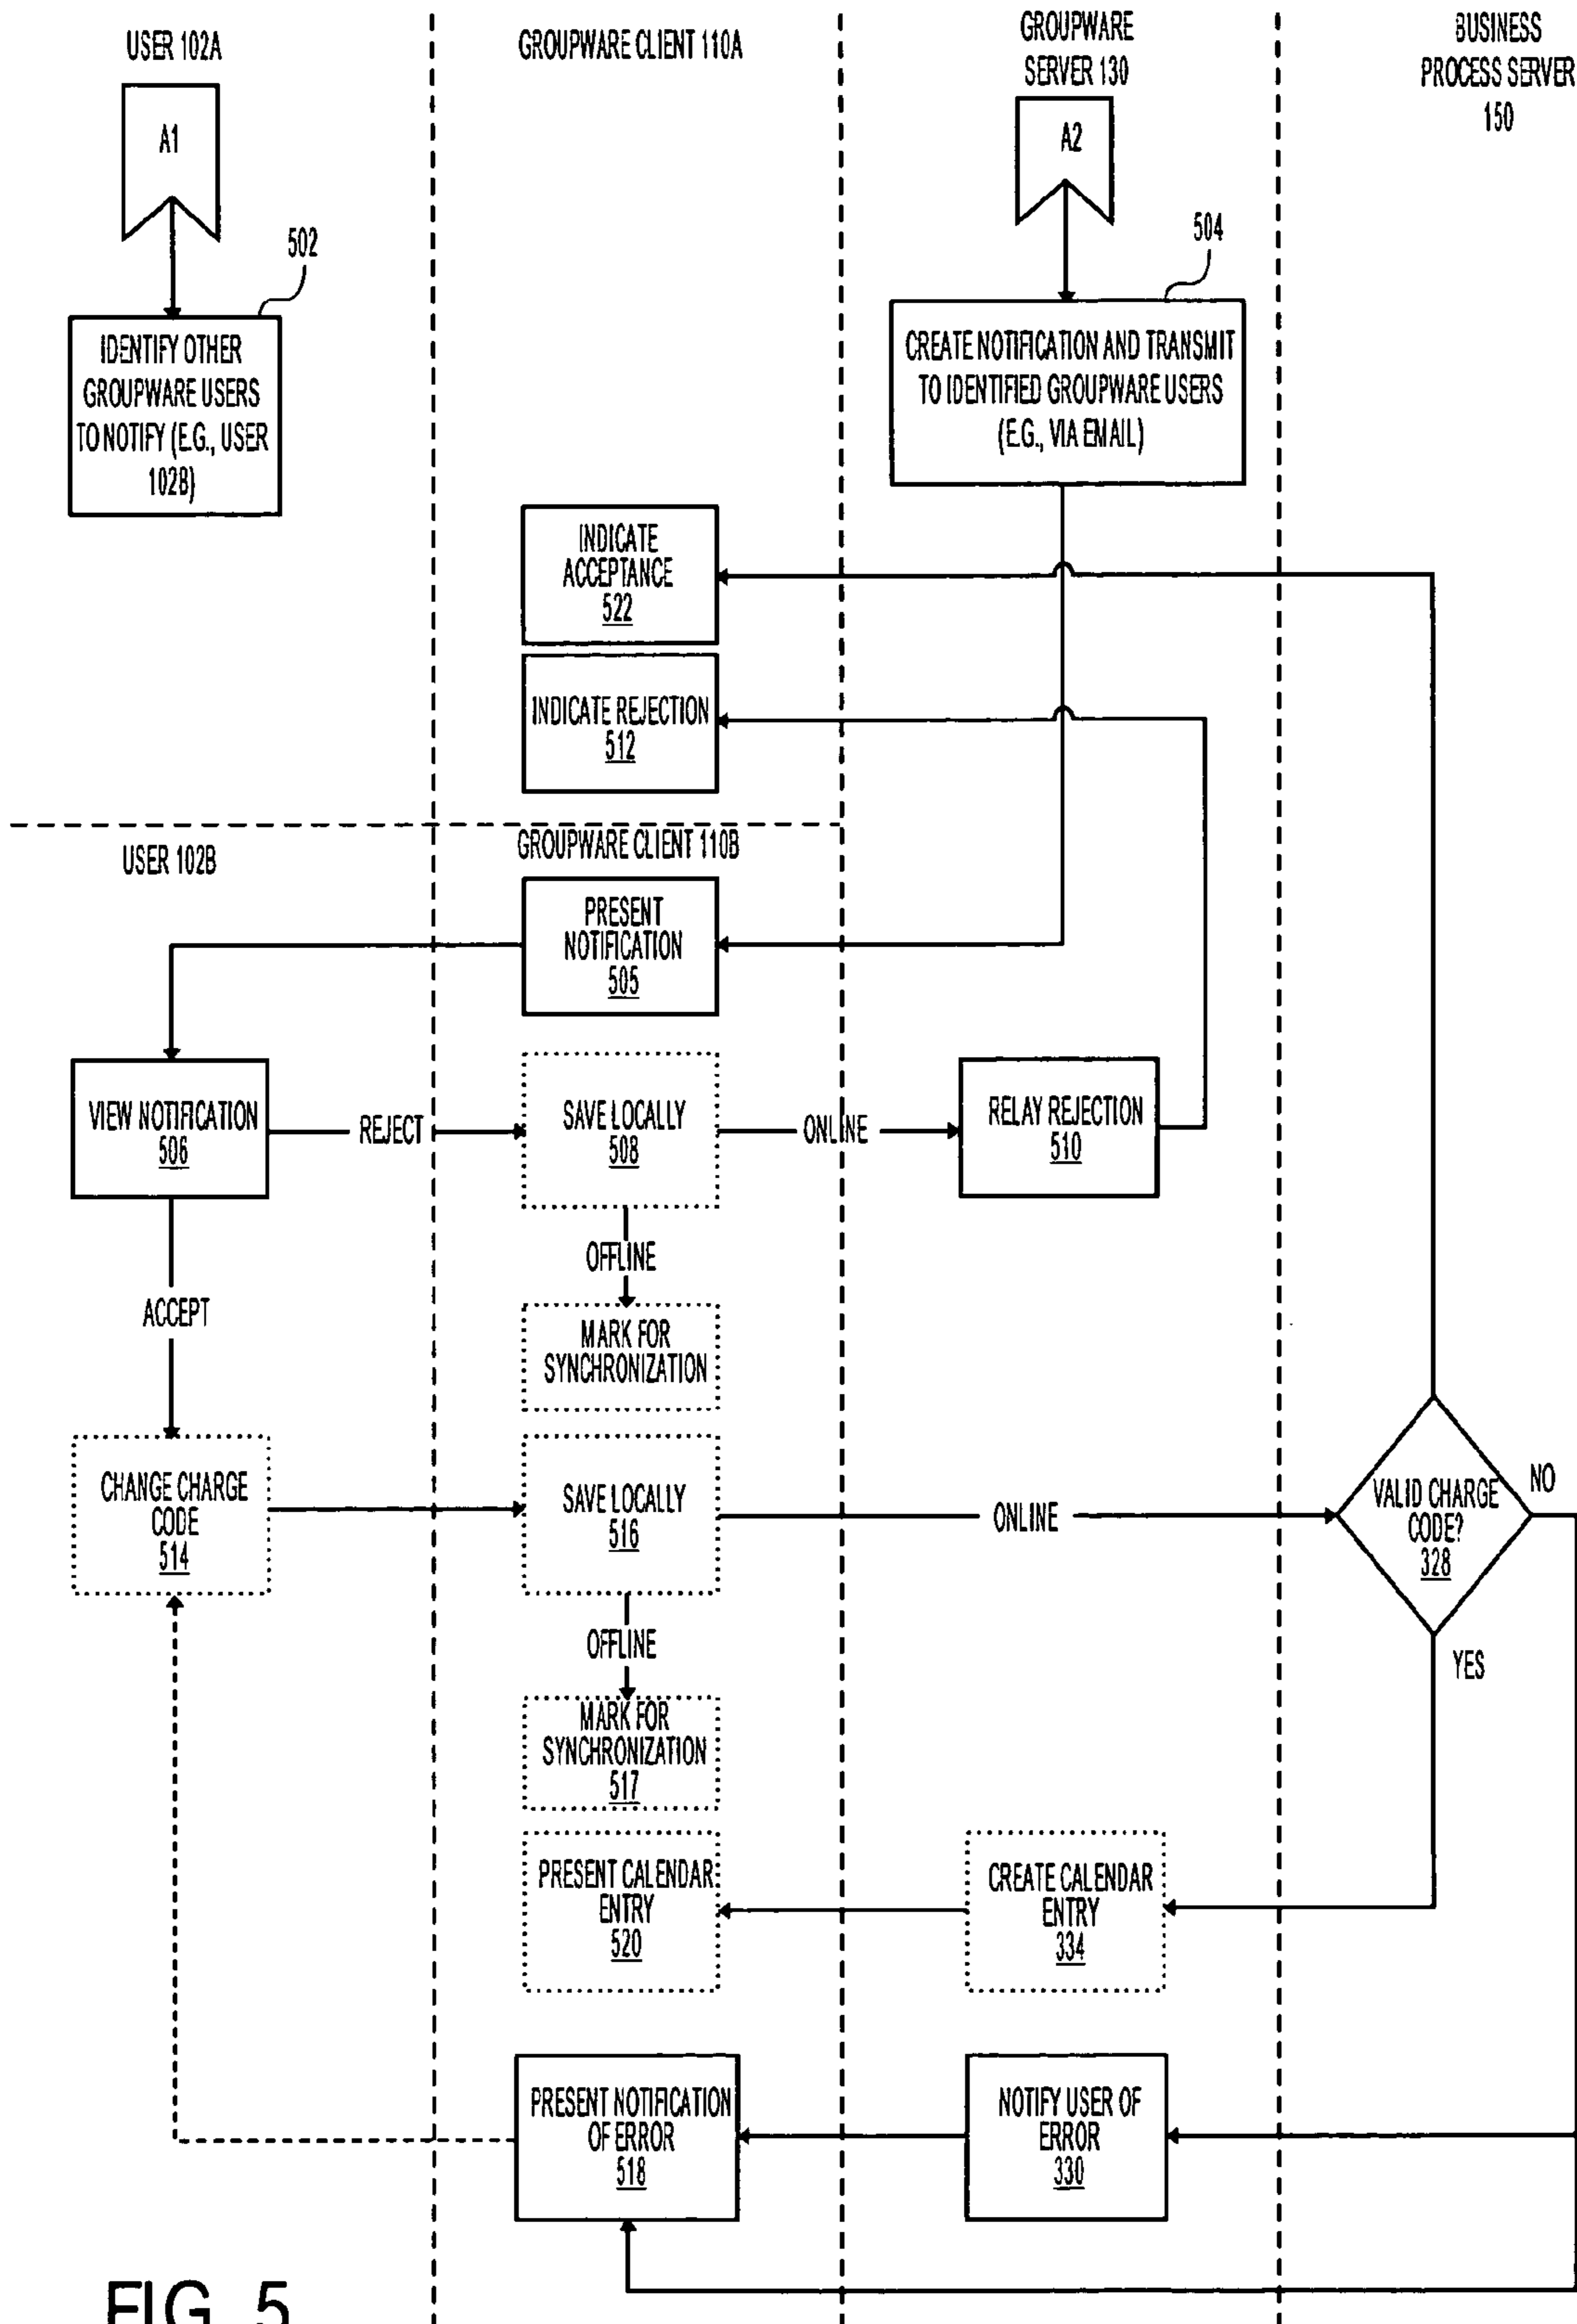 USER 102A
GROUPWARE CLIENT 110A
GROUPWARE
SERVER 130
BUSINESS
PROCESS SERVER
150
A1
A2
502
504
IDENTIFY OTHER
GROUPWARE USERS
TO NOTIFY (E.G., USER
102B)
CREATE NOTIFICATION AND TRANSMIT
TO IDENTIFIED GROUPWARE USERS
(E.G., VIA EMAIL)
INDICATE
ACCEPTANCE
522
INDICATE REJECTION
512
USER 102B
GROUPWARE CLIENT 110B
PRESENT
NOTIFICATION
505
VIEW NOTIFICATION
506
REJECT
SAVE LOCALLY
508
ONLINE
RELAY REJECTION
510
OFFLINE
ACCEPT
MARK FOR
SYNCHRONIZATION
CHANGE CHARGE
CODE
514
SAVE LOCALLY
516
ONLINE
VALID CHARGE
CODE?
328
NO
OFFLINE
YES
MARK FOR
SYNCHRONIZATION
517
PRESENT CALENDAR
ENTRY
520
CREATE CALENDAR
ENTRY
334
PRESENT NOTIFICATION
OF ERROR
518
NOTIFY USER OF
ERROR
330
FIG. 5